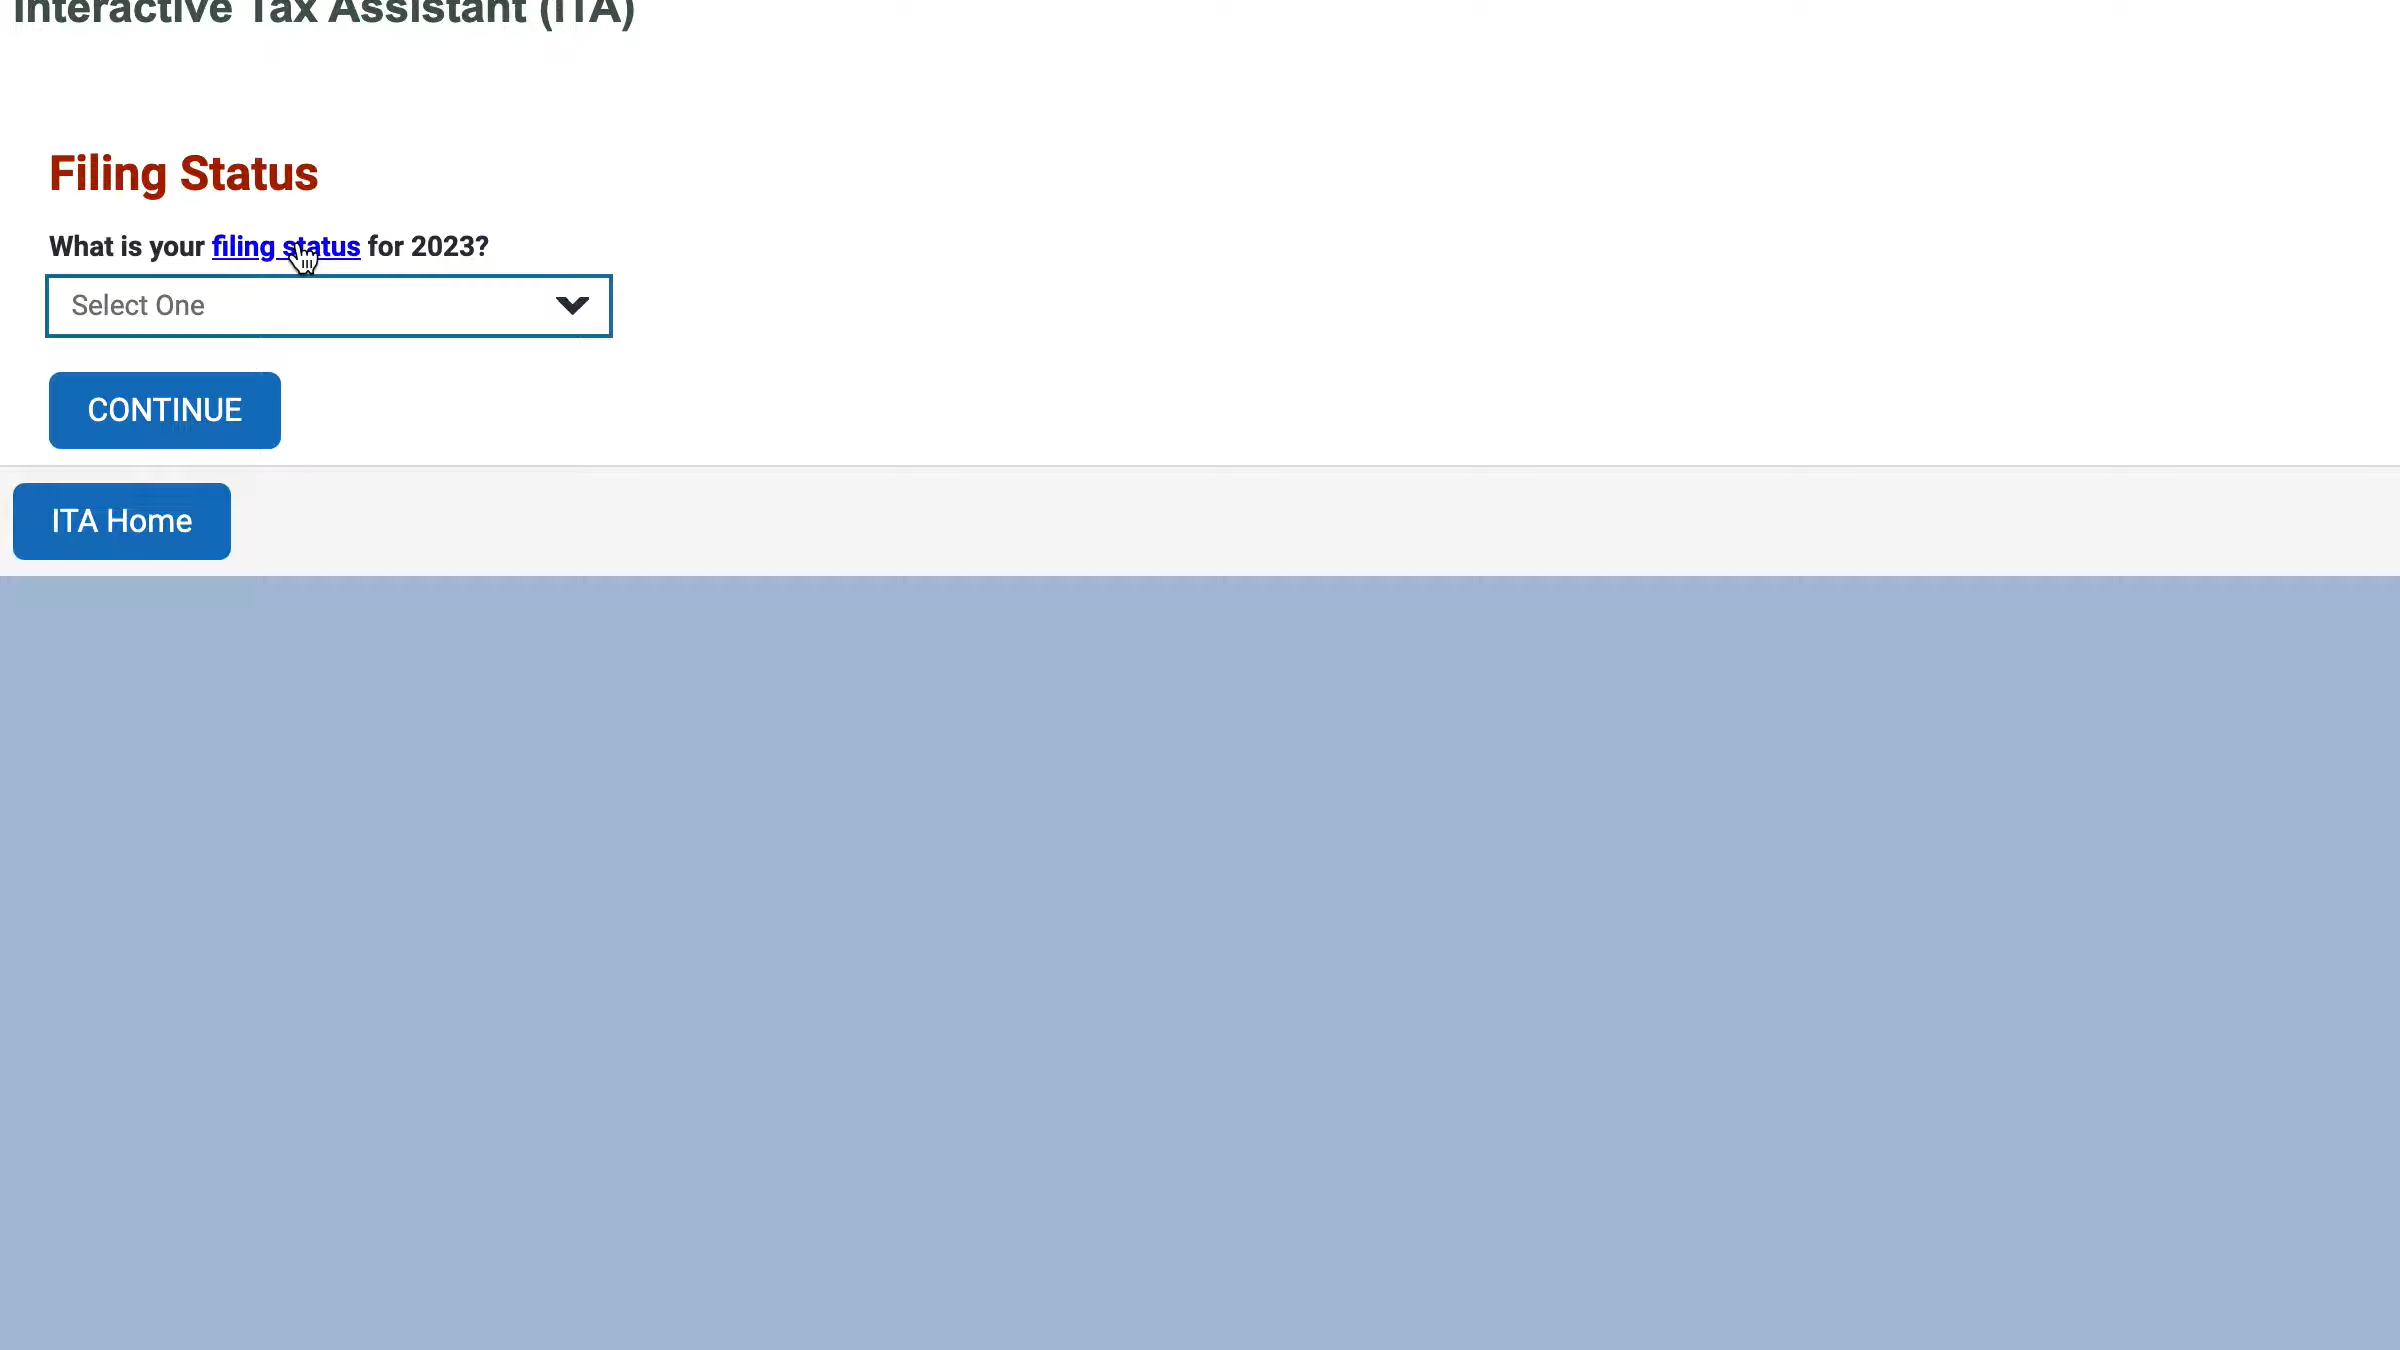 Interactive Tax Assistant (ITA)
Filing Status
What is your filing status for 2023?
Select One
CONTINUE
ITA Home